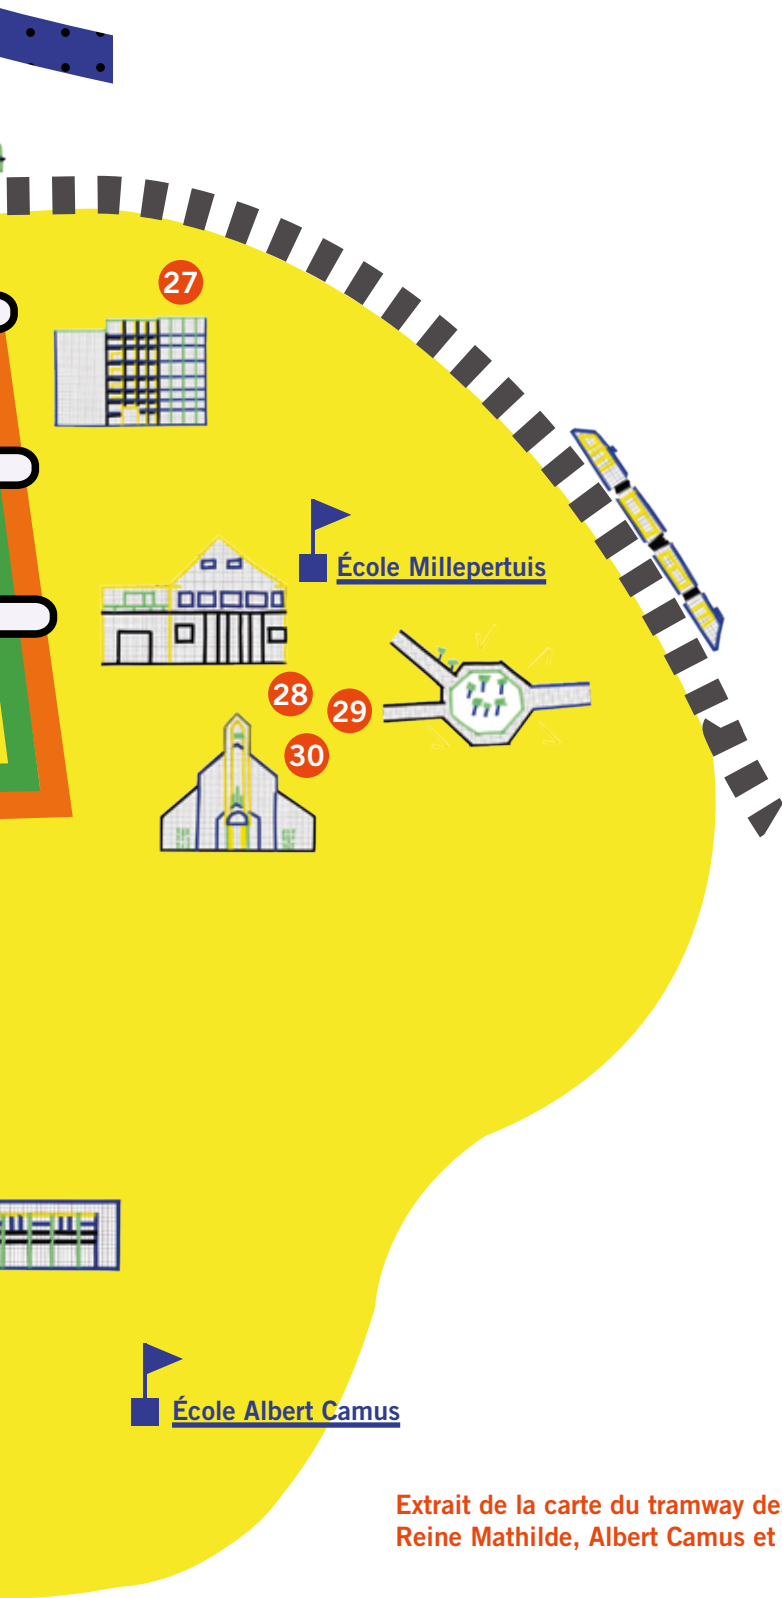 27
École Millepertuis
28
29
30
École Albert Camus
Extrait de la carte du tramway
Reine Mathilde, Albert Camus et